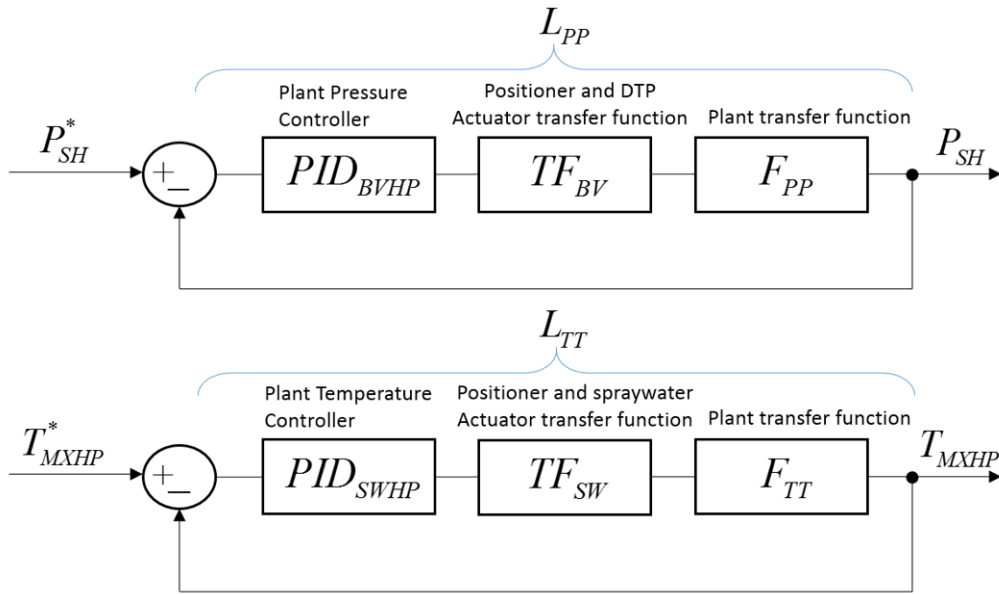 L_PP
Plant Pressure
Controller
Positioner and DTP
Actuator transfer function
Plant transfer function
P*_SH
+
−
PID_BVHP
TF_BV
F_PP
P_SH
L_TT
Plant Temperature
Controller
Positioner and spraywater
Actuator transfer function
Plant transfer function
T*_MXHP
+
−
PID_SWHP
TF_SW
F_TT
T_MXHP